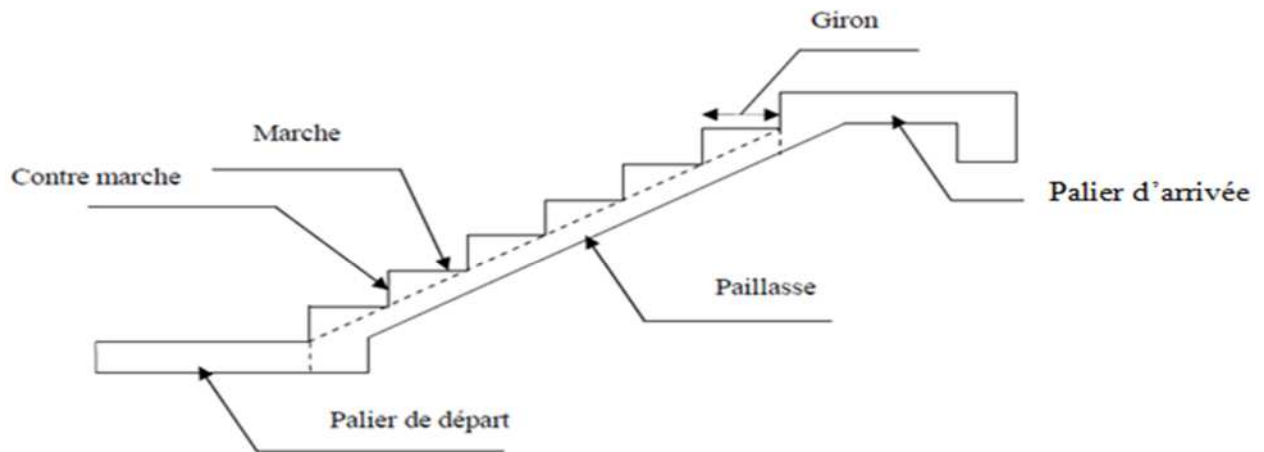 Giron
Marche
Contre marche
Palier d'arrivée
Paillasse
Palier de départ